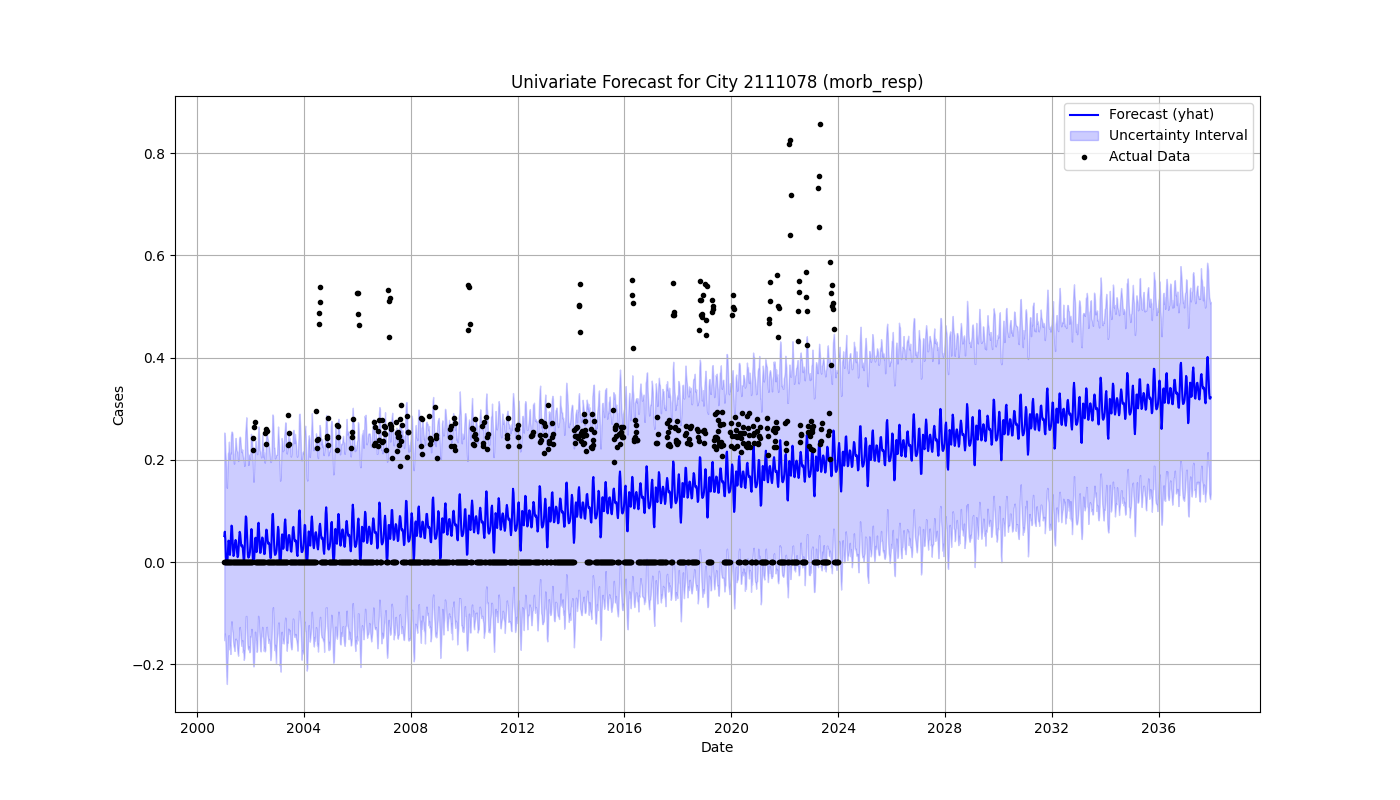 Univariate Forecast for City 2111078 (morb_resp)
Forecast (yhat)
Uncertainty Interval
Actual Data
Cases
0.8
0.6
0.4
0.2
0.0
−0.2
2000 2004 2008 2012 2016 2020 2024 2028 2032 2036
Date